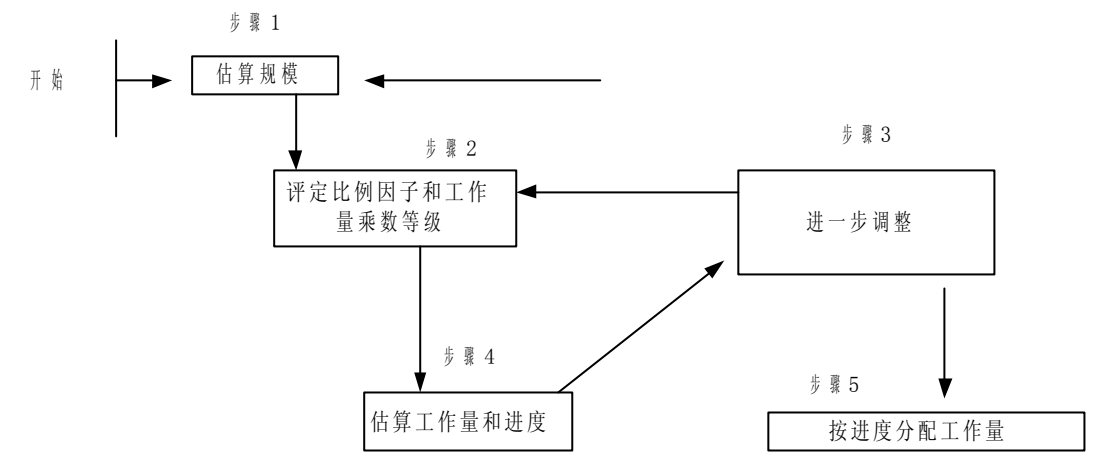 步骤1
开始
估算规模
步骤2
步骤3
评定比例因子和工作
量乘数等级
进一步调整
步骤4
估算工作量和进度
步骤5
按进度分配工作量